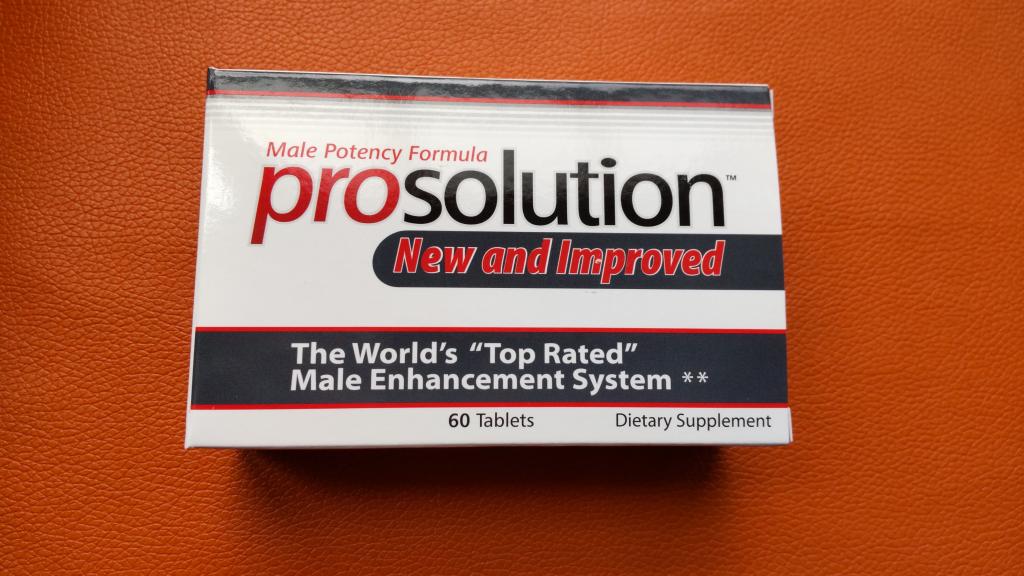 Male Potency Formula
prosolution™
New and Improved
The World's "Top Rated"
Male Enhancement System **
60 Tablets Dietary Supplement